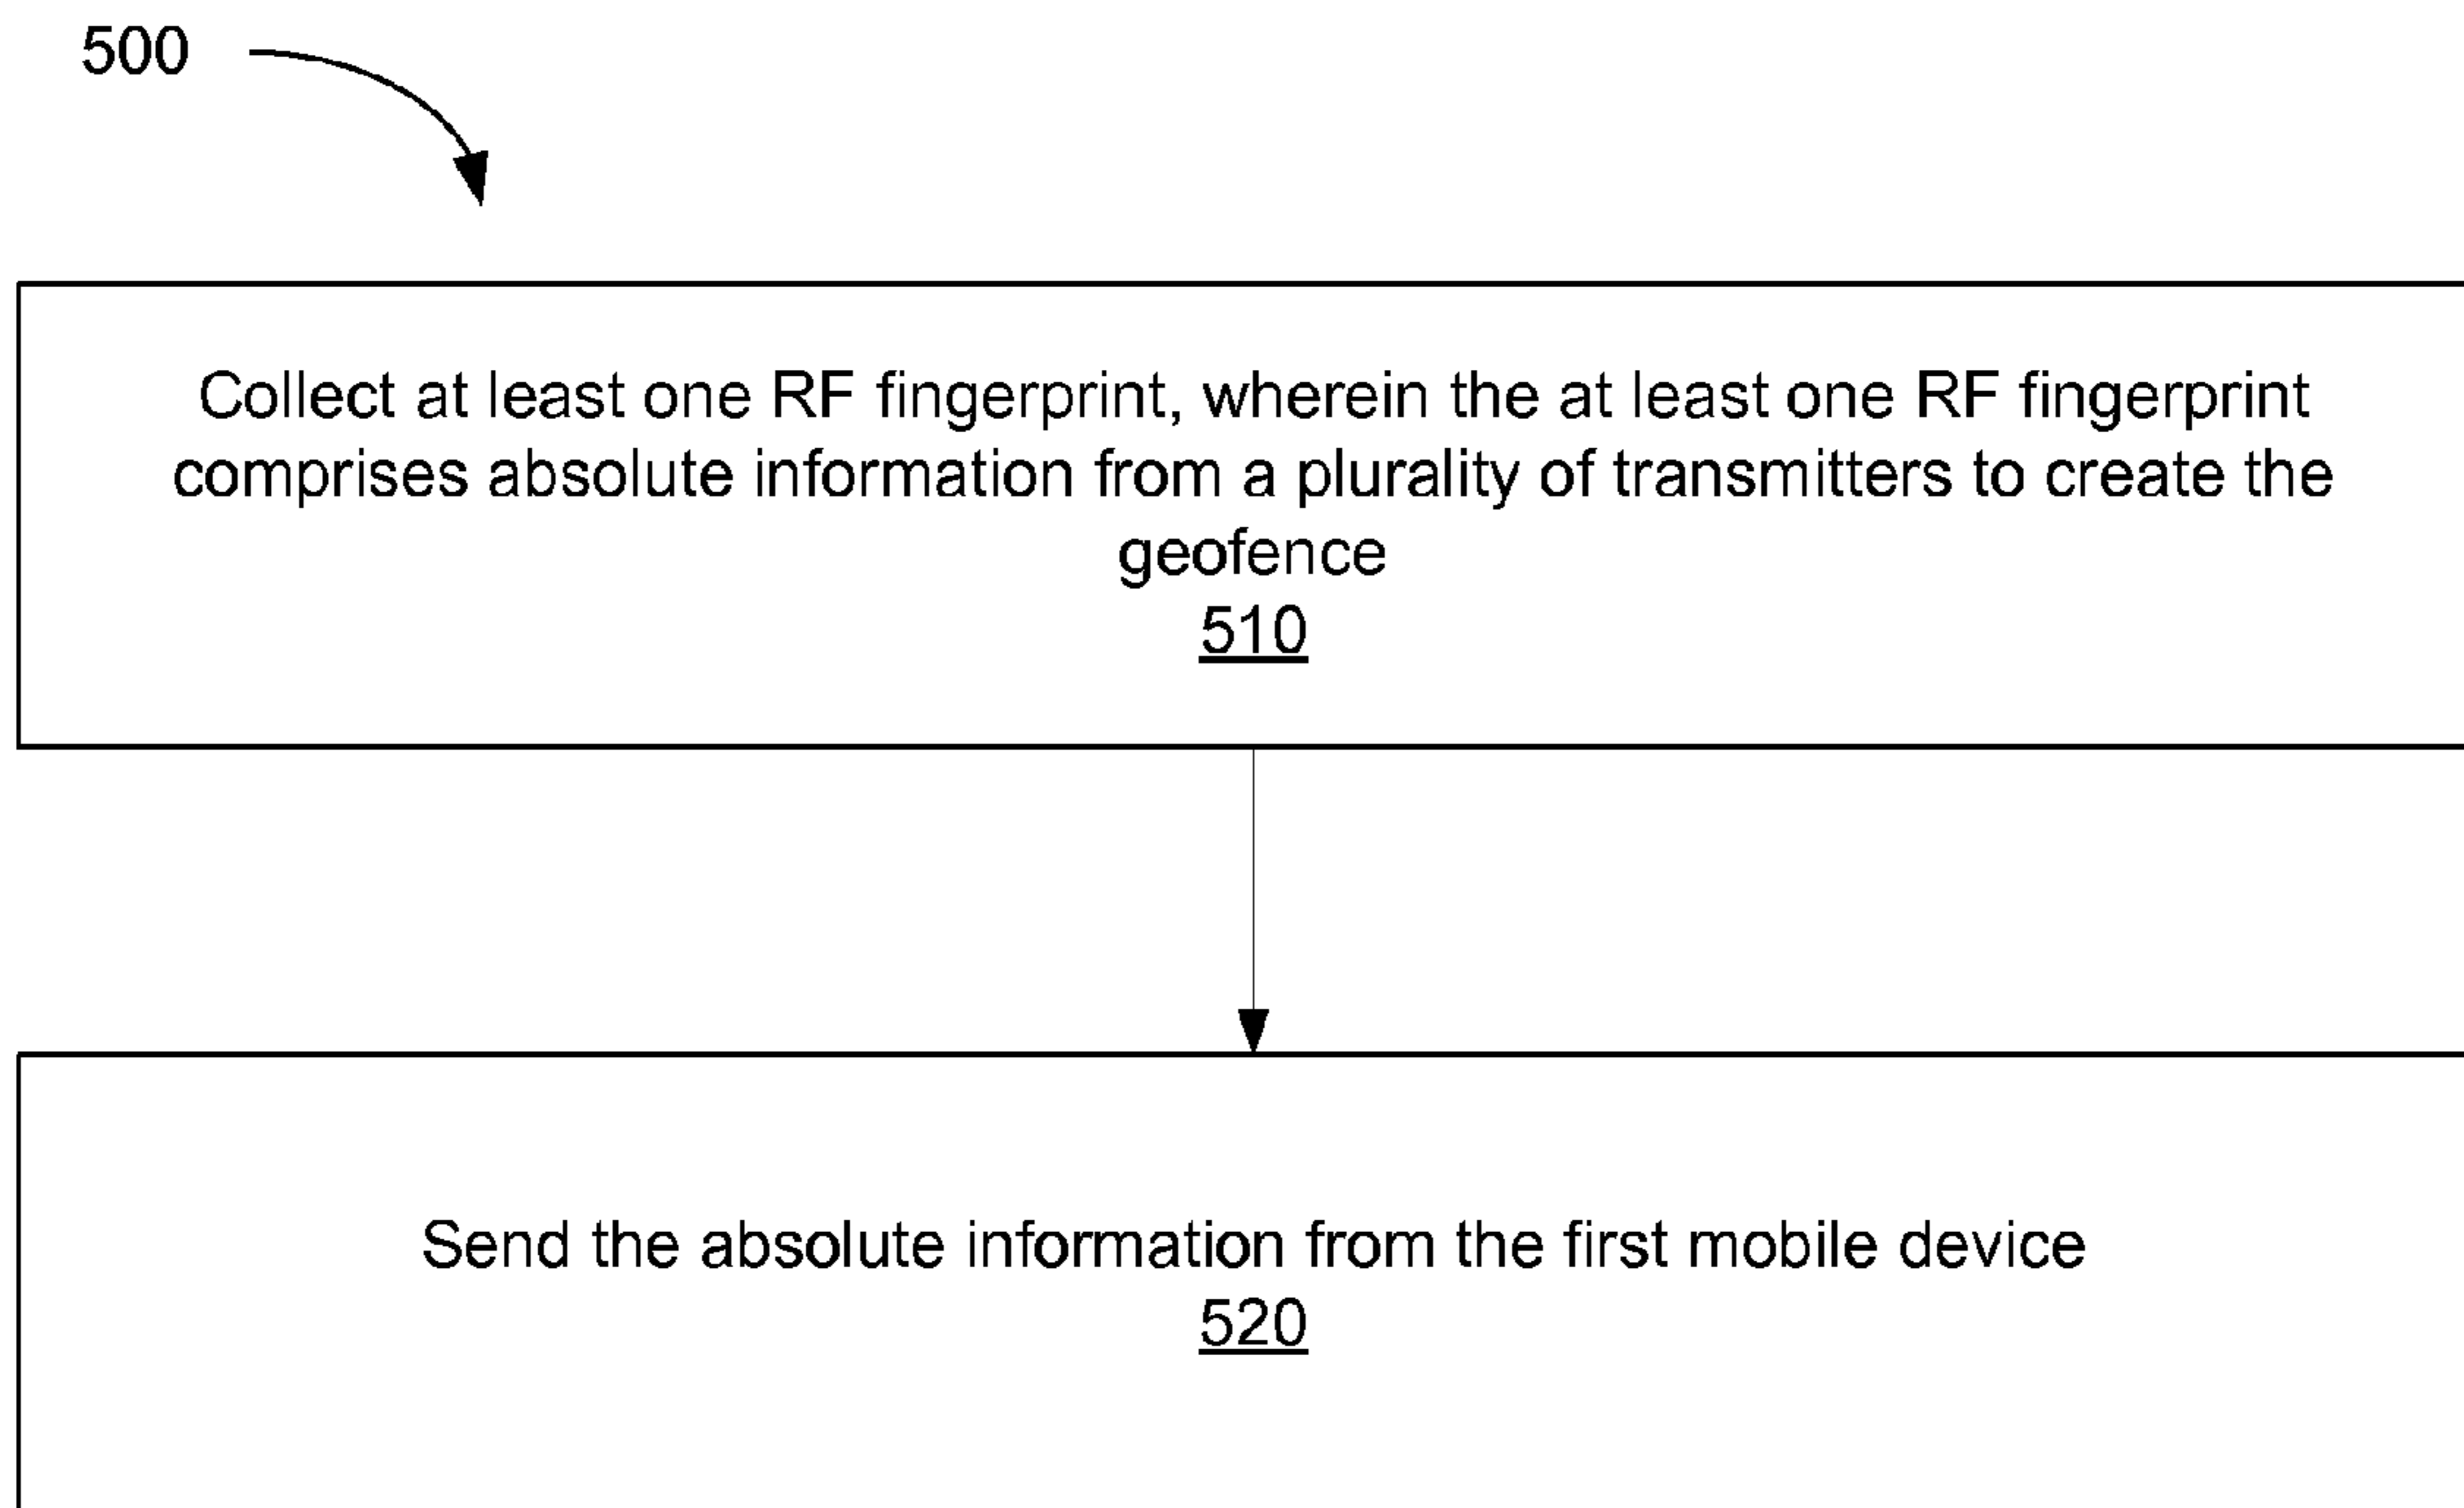 500
Collect at least one RF fingerprint, wherein the at least one RF fingerprint
comprises absolute information from a plurality of transmitters to create the
geofence
510
Send the absolute information from the first mobile device
520